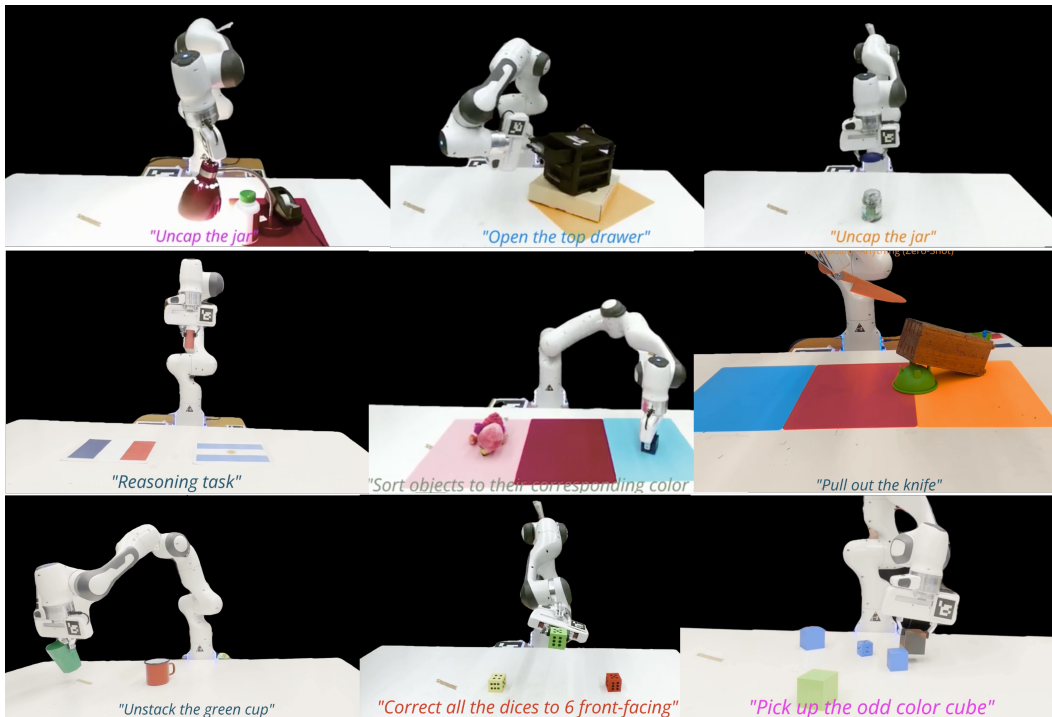 "Uncap the jar"
"Open the top drawer"
"Uncap the jar"
(Zero-Shot)
"Reasoning task"
"Sort objects to their corresponding color
"Pull out the knife"
"Unstack the green cup"
"Correct all the dices to 6 front-facing"
"Pick up the odd color cube"